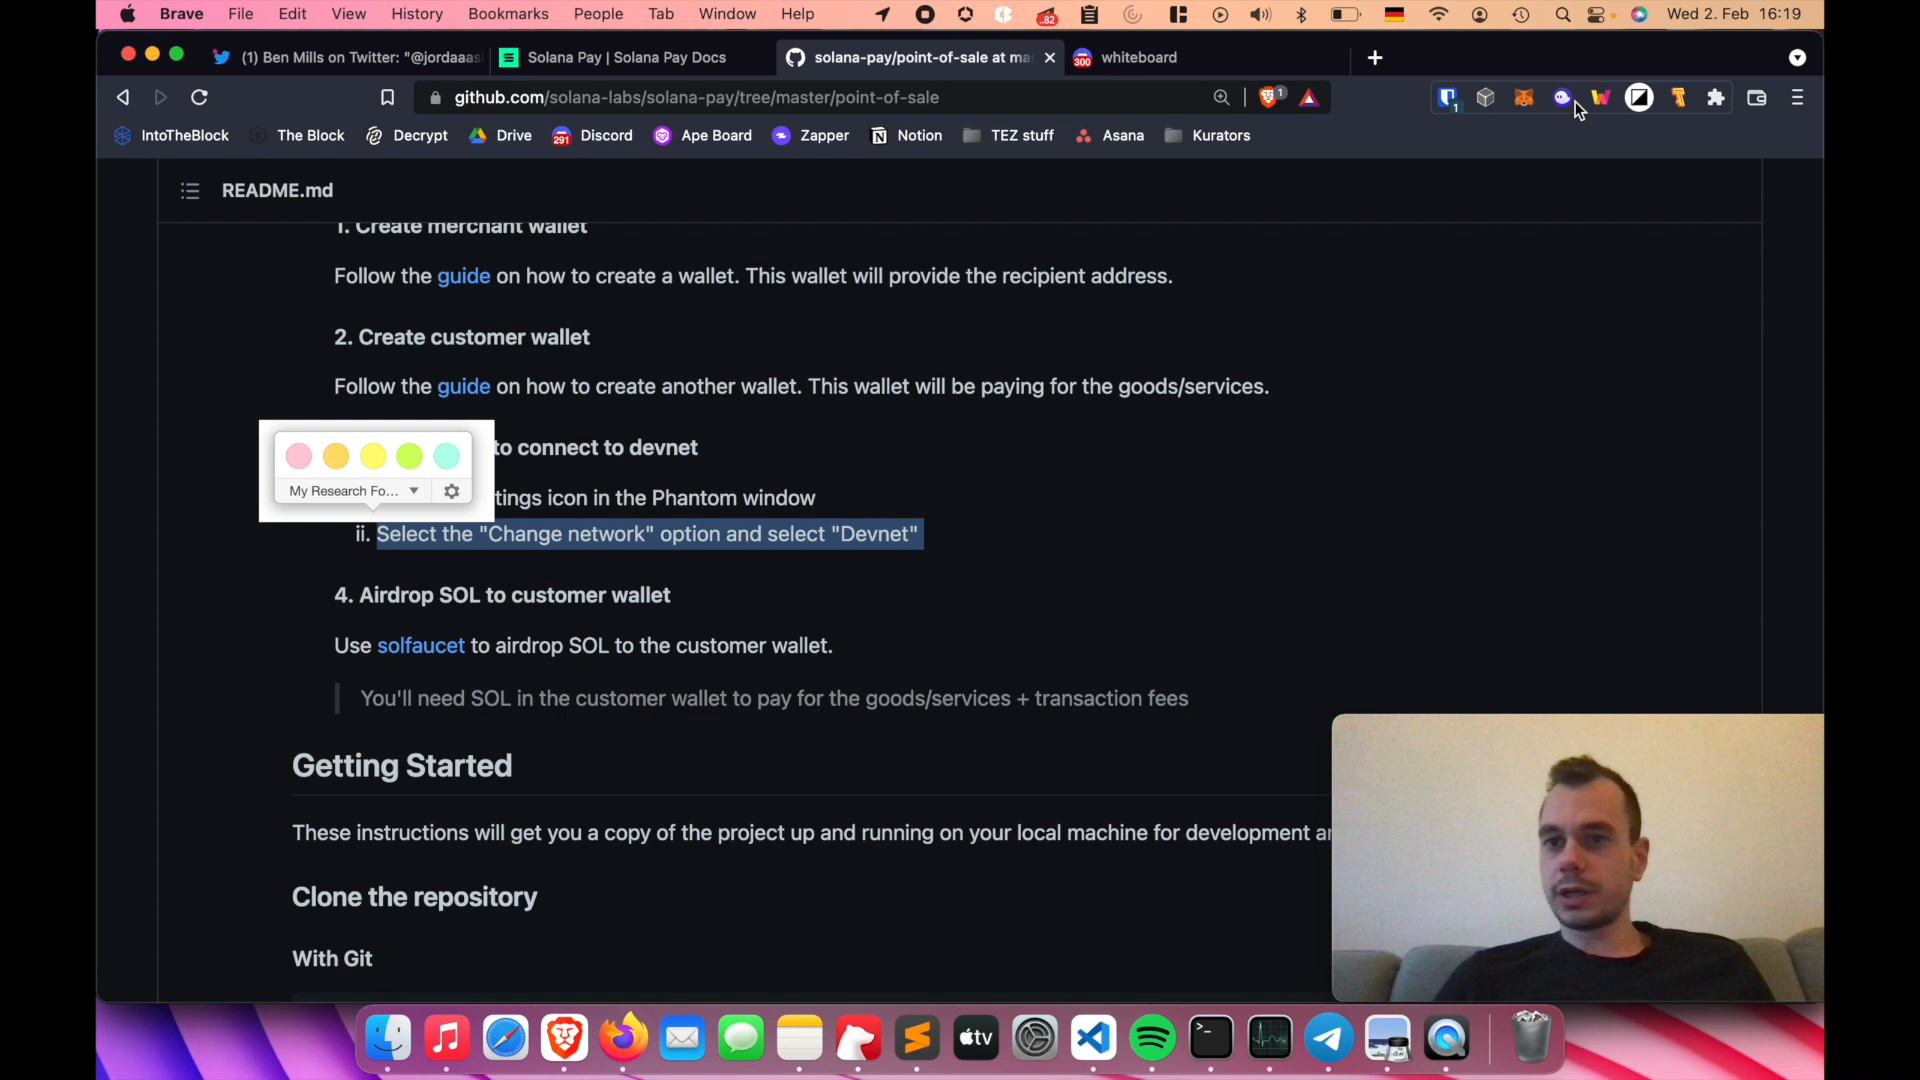 Brave File Edit View History Bookmarks People Tab Window Help
..82
Wed 2. Feb 16:19
(1) Ben Mills on Twitter: "@jordaaas
Solana Pay | Solana Pay Docs
solana-pay/point-of-sale at ma
300
whiteboard
github.com/solana-labs/solana-pay/tree/master/point-of-sale
1
1
IntoTheBlock
The Block
Decrypt
Drive
291
Discord
Ape Board
Zapper
Notion
TEZ stuff
Asana
Kurators
README.md
1. Create merchant wallet
Follow the guide on how to create a wallet. This wallet will provide the recipient address.
2. Create customer wallet
Follow the guide on how to create another wallet. This wallet will be paying for the goods/services.
to connect to devnet
My Research Fo...
tings icon in the Phantom window
ii. Select the "Change network" option and select "Devnet"
4. Airdrop SOL to customer wallet
Use solfaucet to airdrop SOL to the customer wallet.
You'll need SOL in the customer wallet to pay for the goods/services + transaction fees
Getting Started
These instructions will get you a copy of the project up and running on your local machine for development a
Clone the repository
With Git
tv